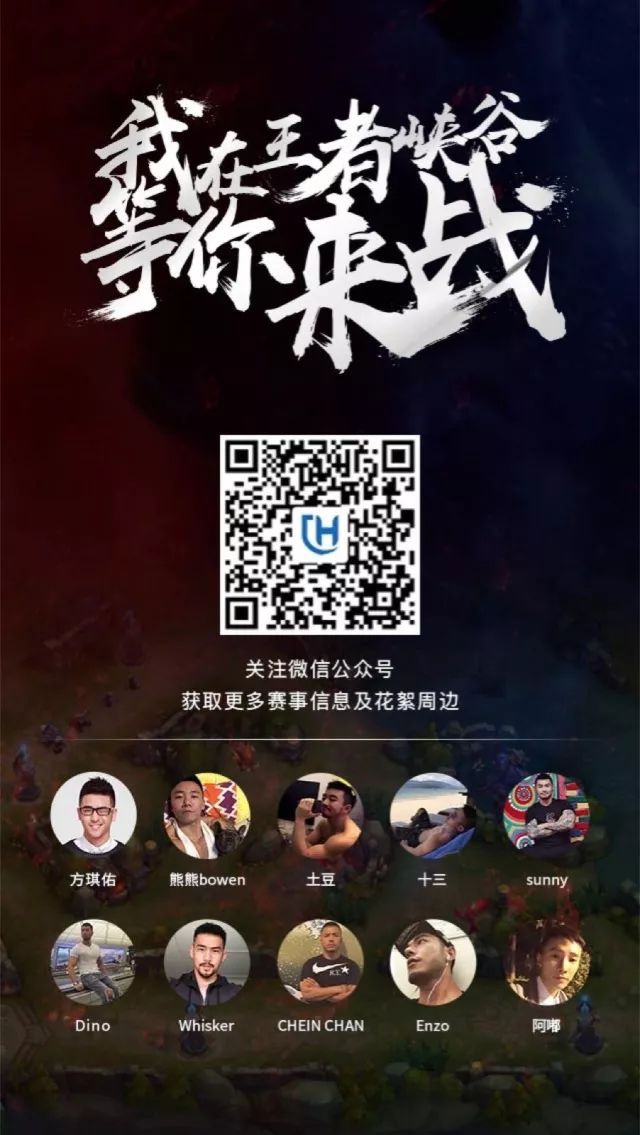 我在王者峡谷
等你来战
H
关注微信公众号
获取更多赛事信息及花絮周边
方琪佑
熊熊bowen
土豆
十三
sunny
Dino
Whisker
CHEIN CHAN
Enzo
阿嘟